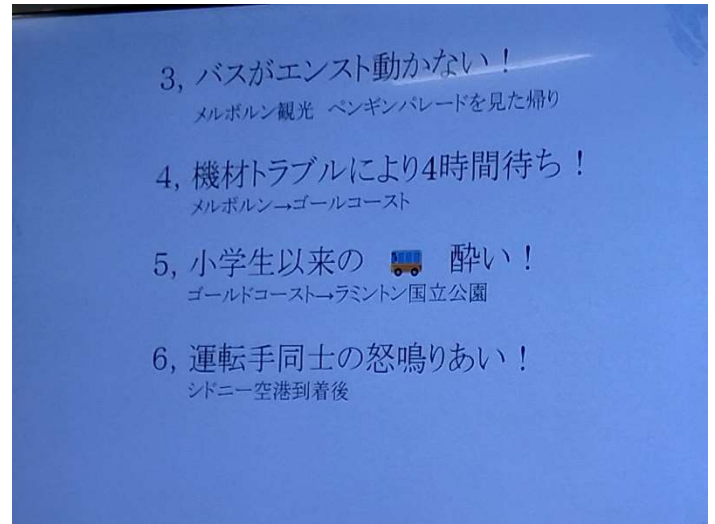 3, バスがエンスト動かない！
メルボルン観光 ペンギンパレードを見た帰り
4, 機材トラブルにより4時間待ち！
メルボルン→ゴールコースト
5, 小学生以来の 🚌 酔い！
ゴールドコースト→ラミントン国立公園
6, 運転手同士の怒鳴りあい！
シドニー空港到着後